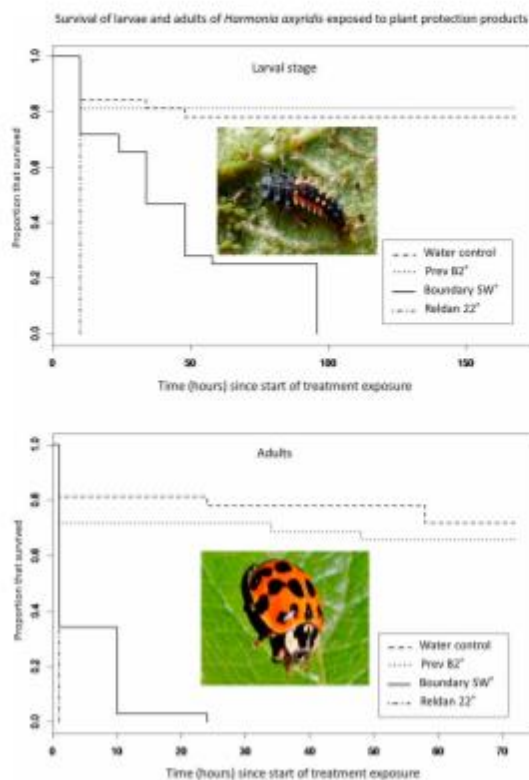 Survival of larvae and adults of Harmonia axyridis exposed to plant protection products
Larval stage
Proportion that survived
1.0
0.8
0.6
0.4
0.2
0.0
Water control
Prev B2®
Boundary SW®
Reldan 22®
0
50
100
150
Time (hours) since start of treatment exposure
Adults
Proportion that survived
1.0
0.8
0.6
0.4
0.2
0.0
Water control
Prev B2®
Boundary SW®
Reldan 22®
0
10
20
30
40
50
60
70
Time (hours) since start of treatment exposure